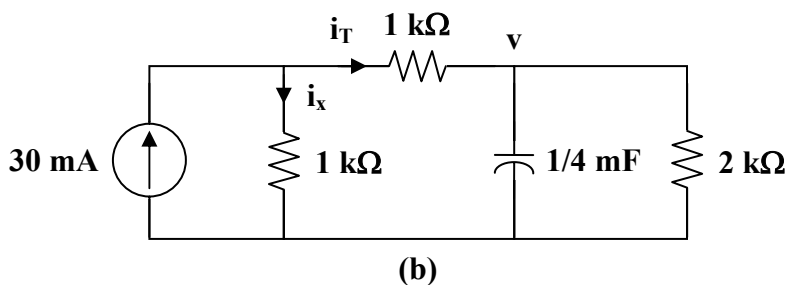 i_T 1 kΩ v
i_x
30 mA 1 kΩ 1/4 mF 2 kΩ
(b)